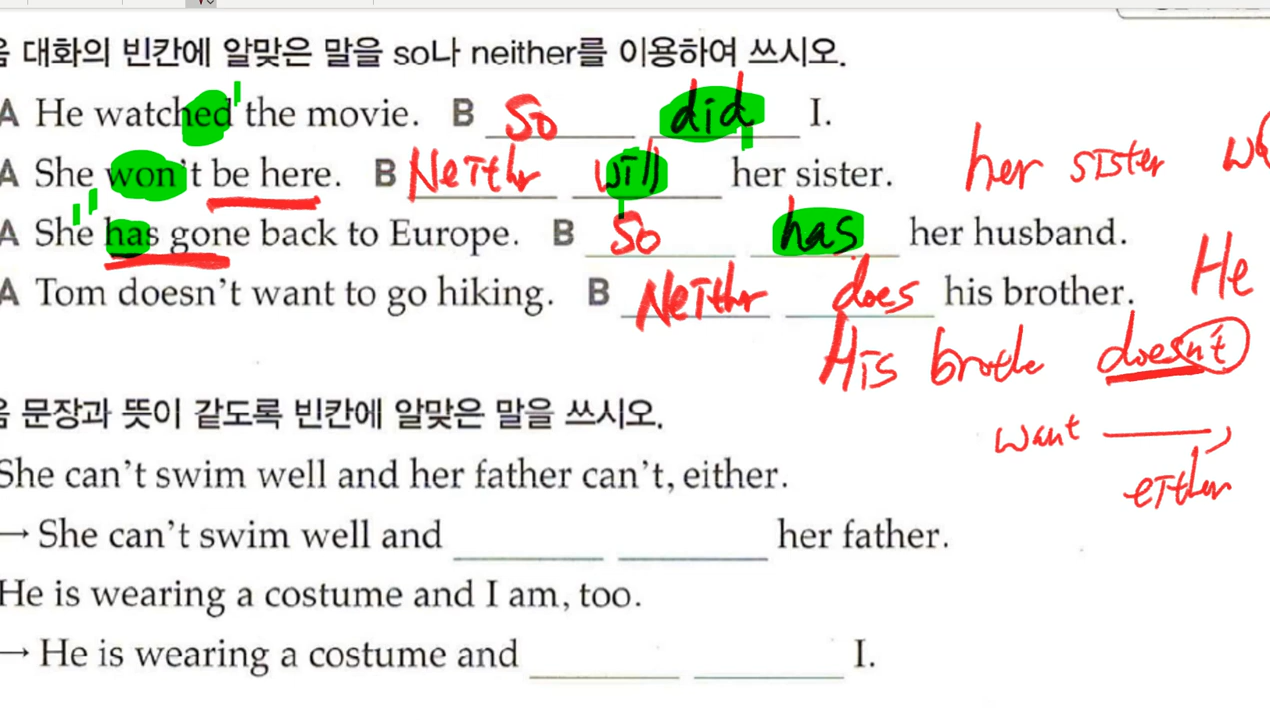 음 대화의 빈칸에 알맞은 말을 so나 neither를 이용하여 쓰시오.
A He watched the movie. B So did I.
A She won't be here. B Neithr will her sister. her sister
A She has gone back to Europe. B So has her husband.
A Tom doesn't want to go hiking. B Neithr does his brother. He
His doesn't
want
음 문장과 뜻이 같도록 빈칸에 알맞은 말을 쓰시오.
either
She can't swim well and her father can't, either.
→ She can't swim well and her father.
He is wearing a costume and I am, too.
→ He is wearing a costume and I.